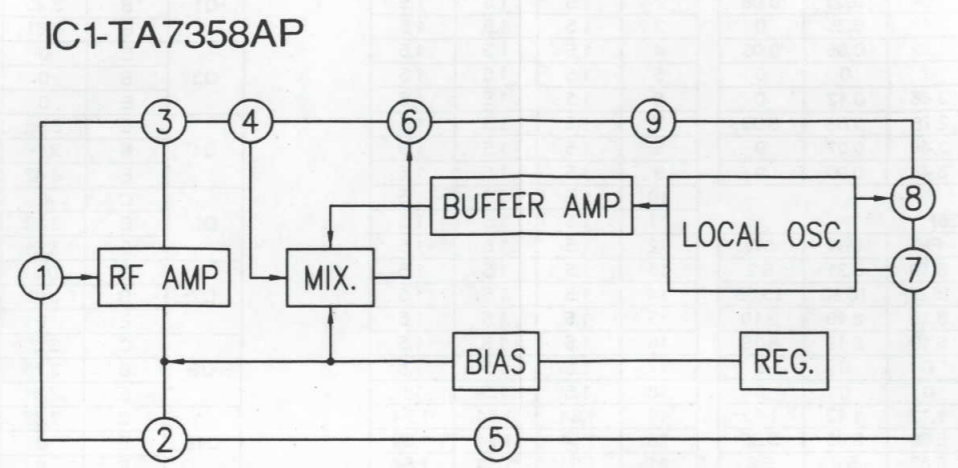 IC1-TA7358AP
3 4 6 9
BUFFER AMP
8
LOCAL OSC
1 RF AMP MIX. 7
BIAS REG.
2 5